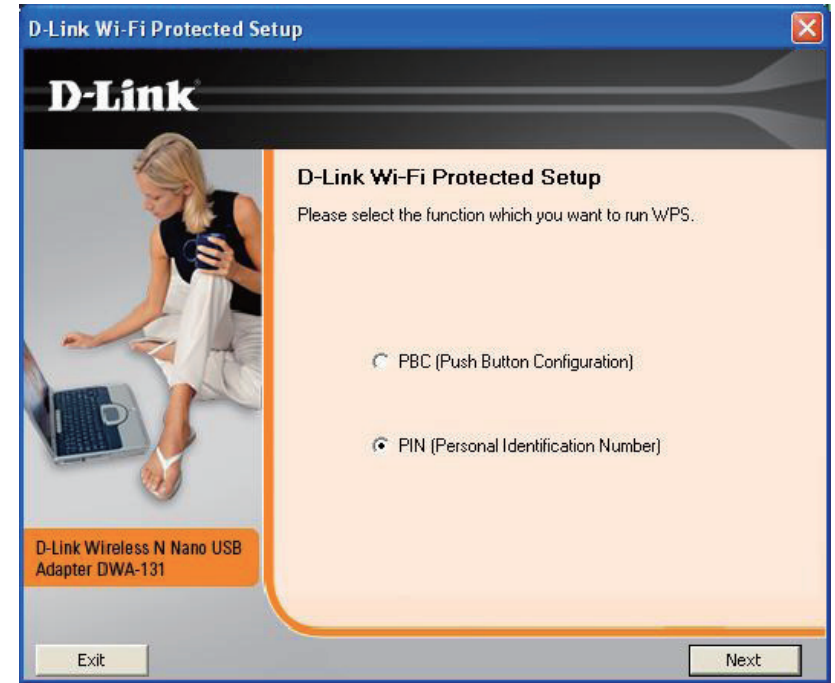 D-Link Wi-Fi Protected Setup
D-Link
D-Link Wi-Fi Protected Setup
Please select the function which you want to run WPS.
PBC (Push Button Configuration)
PIN (Personal Identification Number)
D-Link Wireless N Nano USB
Adapter DWA-131
Exit
Next